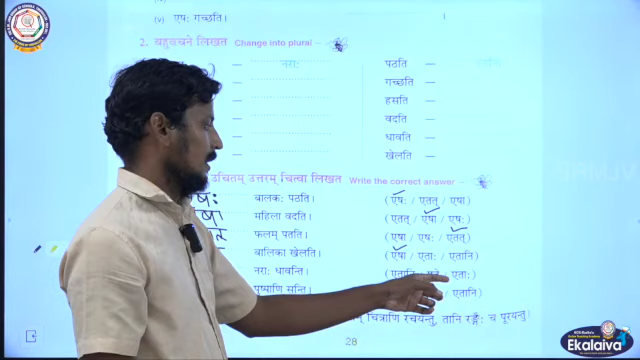 (v) एषः गच्छति।
2. बहुवचने लिखत Change into plural –
– नराः पठति –
– गच्छति –
– हसति –
– वदति –
– धावति –
– खेलति –
उचितम् उत्तरम् चित्वा लिखत Write the correct answer –
षः बालकः पठति। (एषः / एतत् / एषा)
षा महिला वदति। (एतत् / एषा / एषः)
फलम् पतति। (एषा / एषः / एतत्)
बालिका खेलति। (एषा / एताः / एतानि)
नराः धावन्ति। (एतानि / एताः)
पुष्पाणि सन्ति। / एतानि)
चित्राणि रचयन्तु, तानि रङ्गैः च पूरयन्तु।
28
Ekalaiva